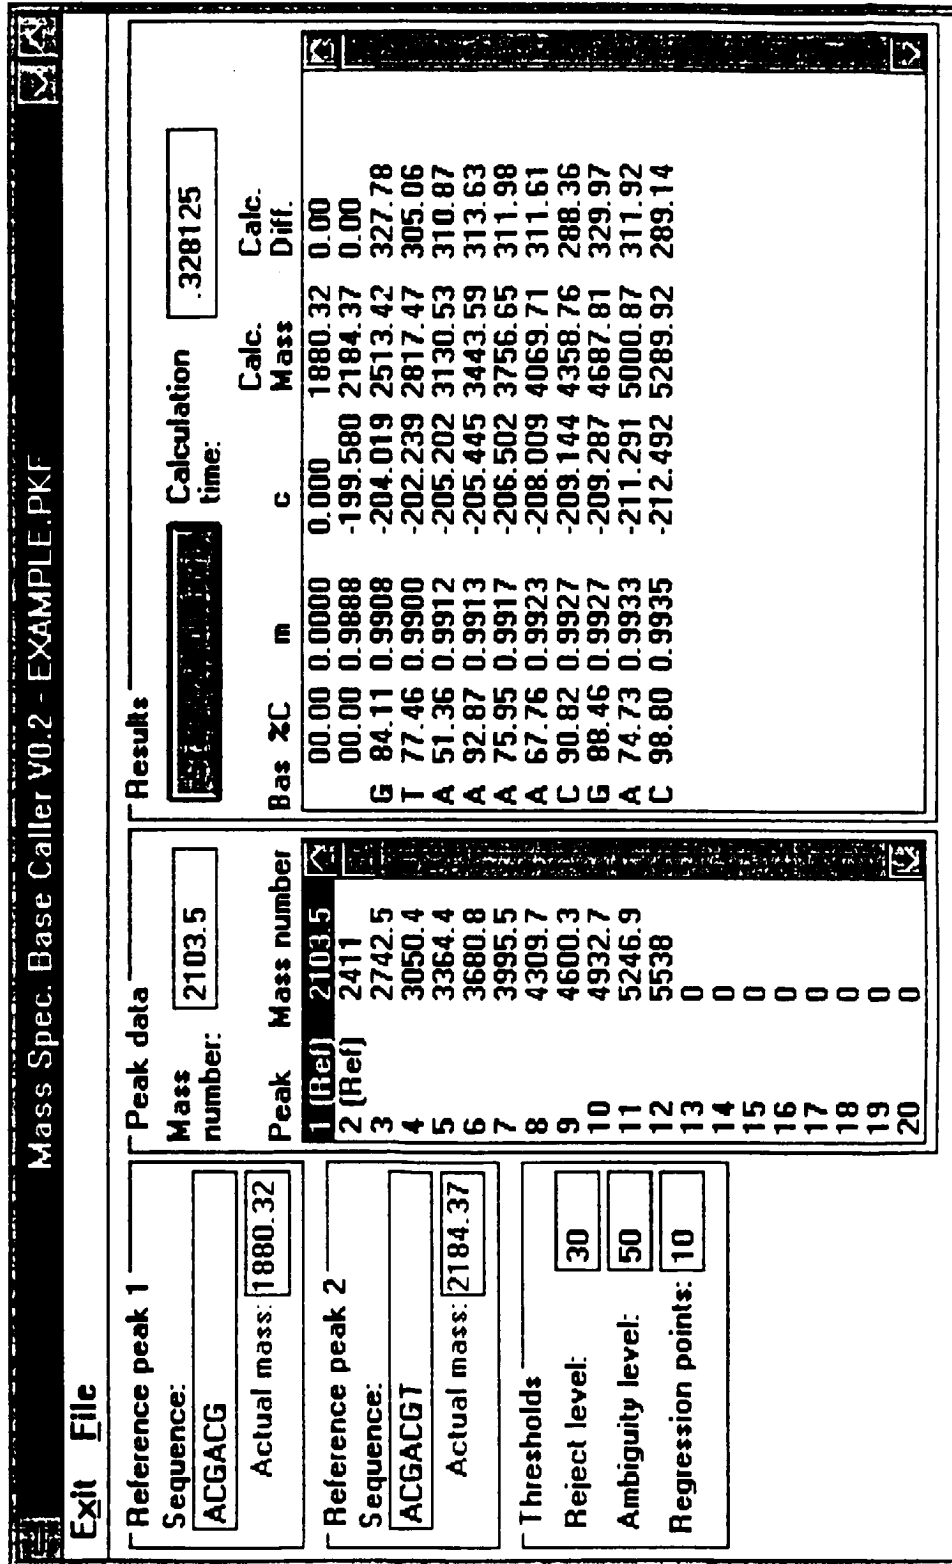 Mass Spec. Base Caller V0.2 - EXAMPLE.PKF
Exit File
Reference peak 1
Sequence:
ACGACG
Actual mass: 1880.32
Reference peak 2
Sequence:
ACGACGT
Actual mass: 2184.37
Thresholds
Reject level: 30
Ambiguity level: 50
Regression points: 10
Peak data
Mass number: 2103.5
Peak Mass number
1 (Ref) 2103.5
2 (Ref) 2411
3 2742.5
4 3050.4
5 3364.4
6 3680.8
7 3995.5
8 4309.7
9 4600.3
10 4932.7
11 5246.9
12 5538
13 0
14 0
15 0
16 0
17 0
18 0
19 0
20 0
Results
Calculation time: .328125
Bas %C m c Calc. Mass Calc. Diff.
00.00 0.0000 0.000 1880.32 0.00
00.00 0.9888 -199.580 2184.37 0.00
G 84.11 0.9908 -204.019 2513.42 327.78
T 77.46 0.9900 -202.239 2817.47 305.06
A 51.36 0.9912 -205.202 3130.53 310.87
A 92.87 0.9913 -205.445 3443.59 313.63
A 75.95 0.9917 -206.502 3756.65 311.98
A 67.76 0.9923 -208.009 4069.71 311.61
C 90.82 0.9927 -209.144 4358.76 288.36
G 88.46 0.9927 -209.287 4687.81 329.97
A 74.73 0.9933 -211.291 5000.87 311.92
C 98.80 0.9935 -212.492 5289.92 289.14